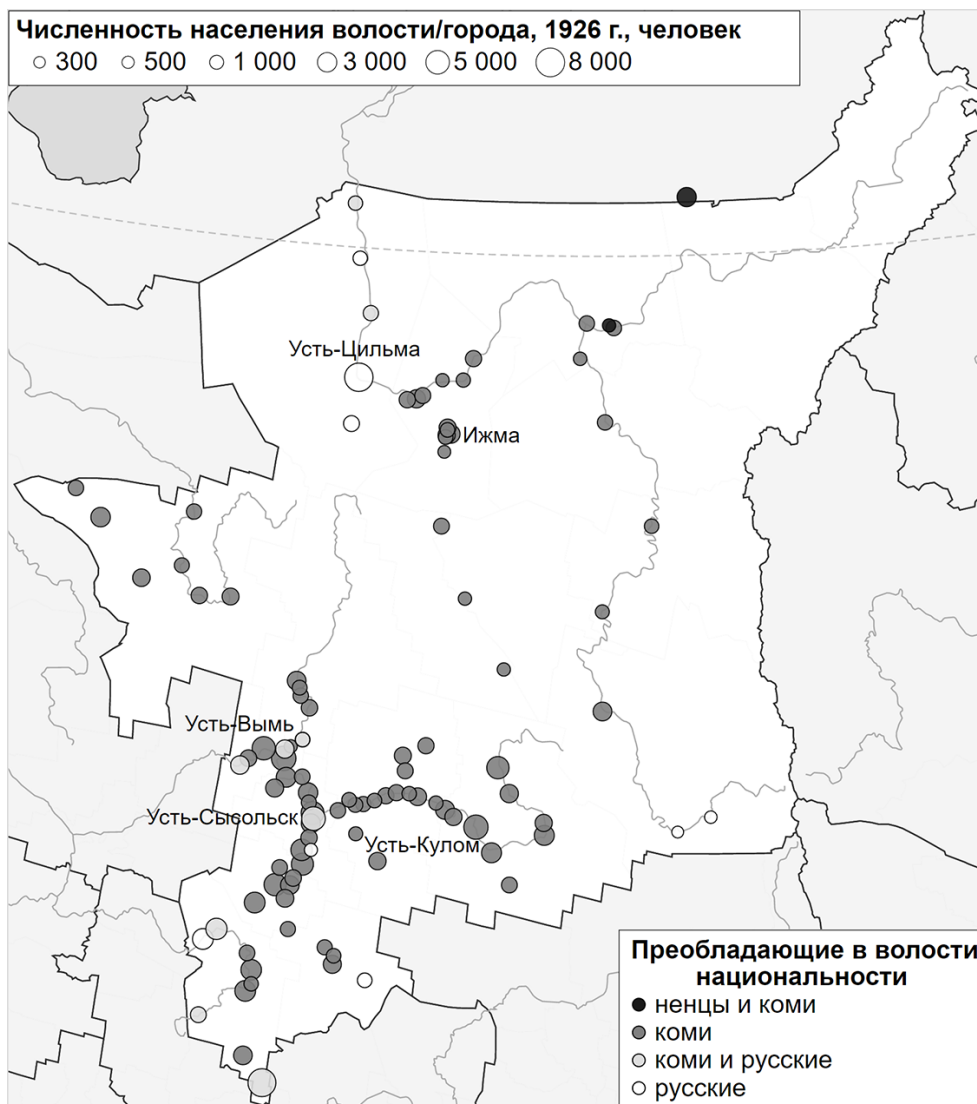 Численность населения волости/города, 1926 г., человек
300 500 1 000 3 000 5 000 8 000
Усть-Цильма
Ижма
Усть-Вымь
Усть-Сысольск
Усть-Кулом
Преобладающие в волости
национальности
ненцы и коми
коми
коми и русские
русские